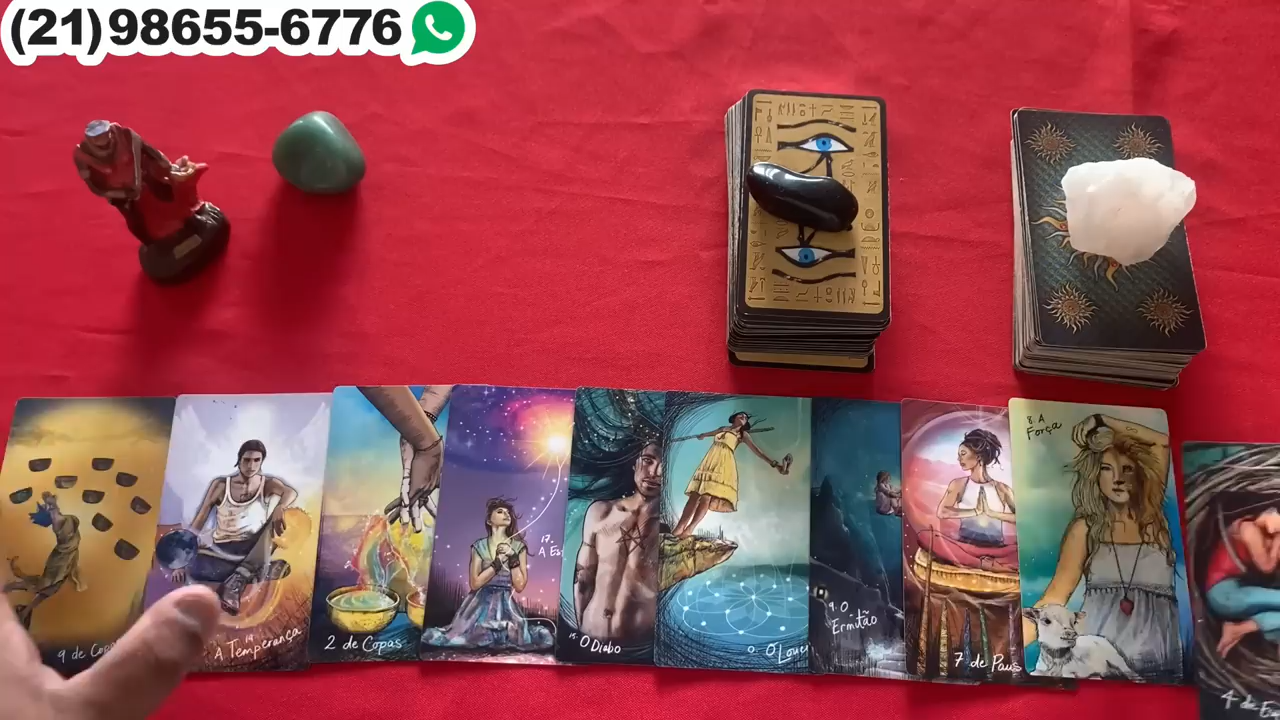 (21)98655-6776
9 de Cop
14
A Temperança
2 de Copas
17.
A Es
15
O Diabo
0 O Louc
9. O
Ermitão
7 de Paus
8 A
Força
4 de